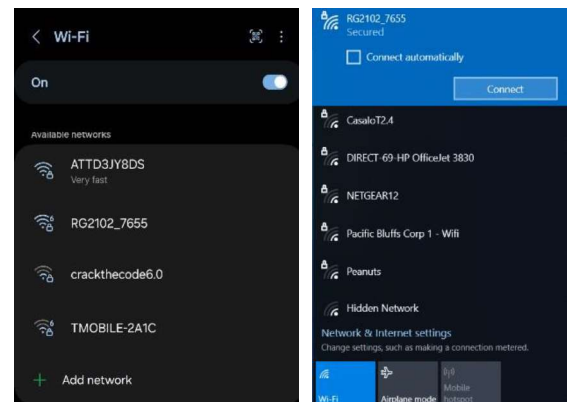 Wi-Fi
On
Available networks
ATTD3JY8DS
Very fast
RG2102_7655
crackthecode6.0
TMOBILE-2A1C
+ Add network
RG2102_7655
Secured
Connect automatically
Connect
CasaloT2.4
DIRECT-69-HP OfficeJet 3830
NETGEAR12
Pacific Bluffs Corp 1 - Wifi
Peanuts
Hidden Network
Network & Internet settings
Change settings, such as making a connection metered.
Wi-Fi
Airplane mode
Mobile
hotspot